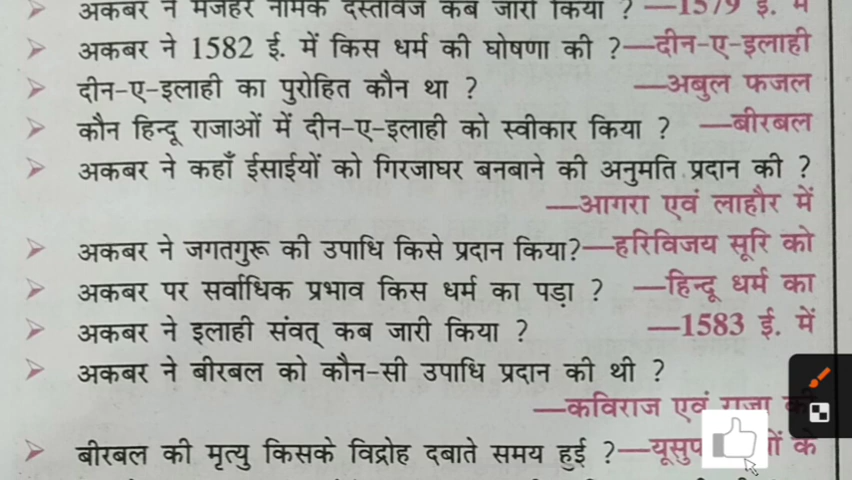 अकबर ने मजहर नामक दस्तावेज कब जारी किया ? —1579 ई. में
अकबर ने 1582 ई. में किस धर्म की घोषणा की ?—दीन-ए-इलाही
दीन-ए-इलाही का पुरोहित कौन था ? —अबुल फजल
कौन हिन्दू राजाओं में दीन-ए-इलाही को स्वीकार किया ? —बीरबल
अकबर ने कहाँ ईसाईयों को गिरजाघर बनबाने की अनुमति प्रदान की ?
—आगरा एवं लाहौर में
अकबर ने जगतगुरू की उपाधि किसे प्रदान किया?—हरिविजय सूरि को
अकबर पर सर्वाधिक प्रभाव किस धर्म का पड़ा ? —हिन्दू धर्म का
अकबर ने इलाही संवत् कब जारी किया ? —1583 ई. में
अकबर ने बीरबल को कौन-सी उपाधि प्रदान की थी ?
—कविराज एवं राजा की
बीरबल की मृत्यु किसके विद्रोह दबाते समय हुई ?— के